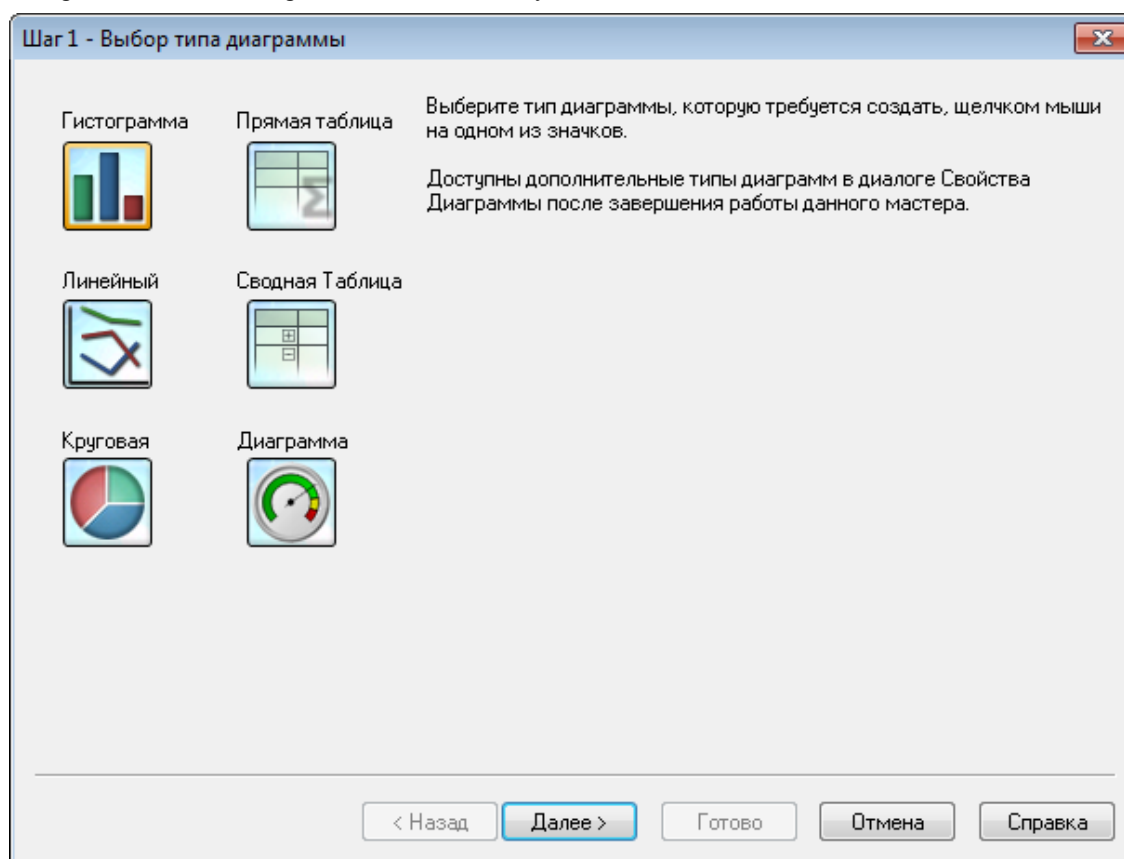 Шаг 1 - Выбор типа диаграммы
Гистограмма
Прямая таблица
Выберите тип диаграммы, которую требуется создать, щелчком мыши
на одном из значков.
Доступны дополнительные типы диаграмм в диалоге Свойства
Диаграммы после завершения работы данного мастера.
Линейный
Сводная Таблица
Круговая
Диаграмма
< Назад
Далее >
Готово
Отмена
Справка